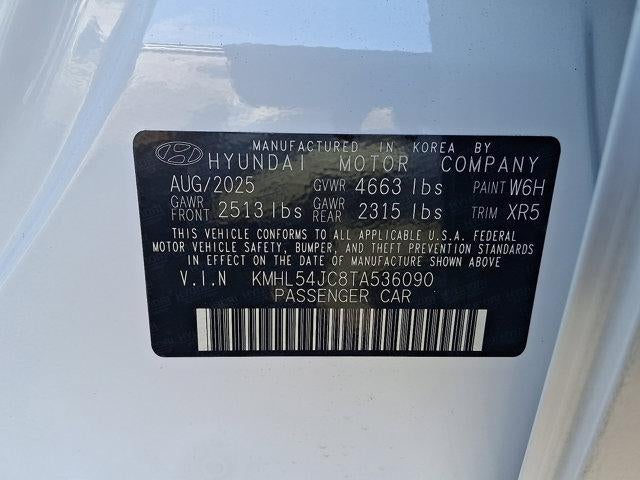 MANUFACTURED IN KOREA BY
HYUNDAI MOTOR COMPANY
AUG/2025 GVWR 4663 lbs PAINT W6H
GAWR FRONT 2513 lbs GAWR REAR 2315 lbs TRIM XR5
THIS VEHICLE CONFORMS TO ALL APPLICABLE U.S.A. FEDERAL
MOTOR VEHICLE SAFETY, BUMPER, AND THEFT PREVENTION STANDARDS
IN EFFECT ON THE DATE OF MANUFACTURE SHOWN ABOVE
V.I.N KMHL54JC8TA536090
PASSENGER CAR